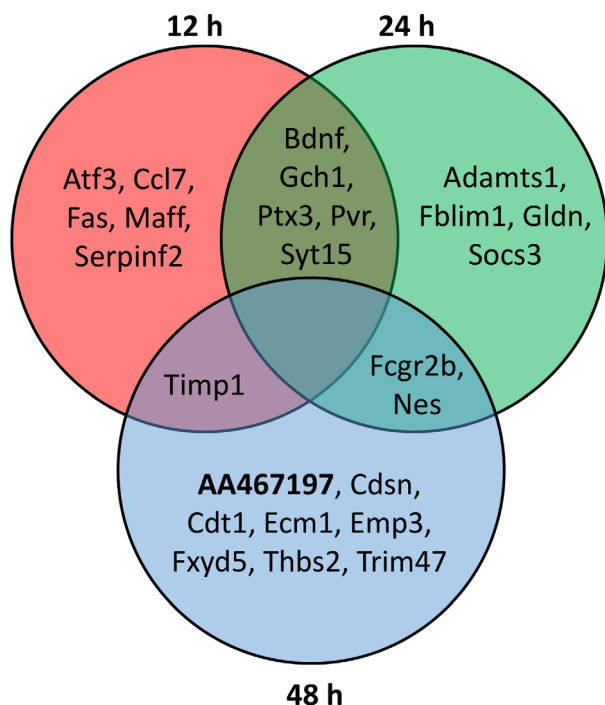 12 h
24 h
Atf3, Ccl7,
Fas, Maff,
Serpinf2
Bdnf,
Gch1,
Ptx3, Pvr,
Syt15
Adamts1,
Fblim1, Gldn,
Socs3
Timp1
Fcgr2b,
Nes
AA467197, Cdsn,
Cdt1, Ecm1, Emp3,
Fxyd5, Thbs2, Trim47
48 h